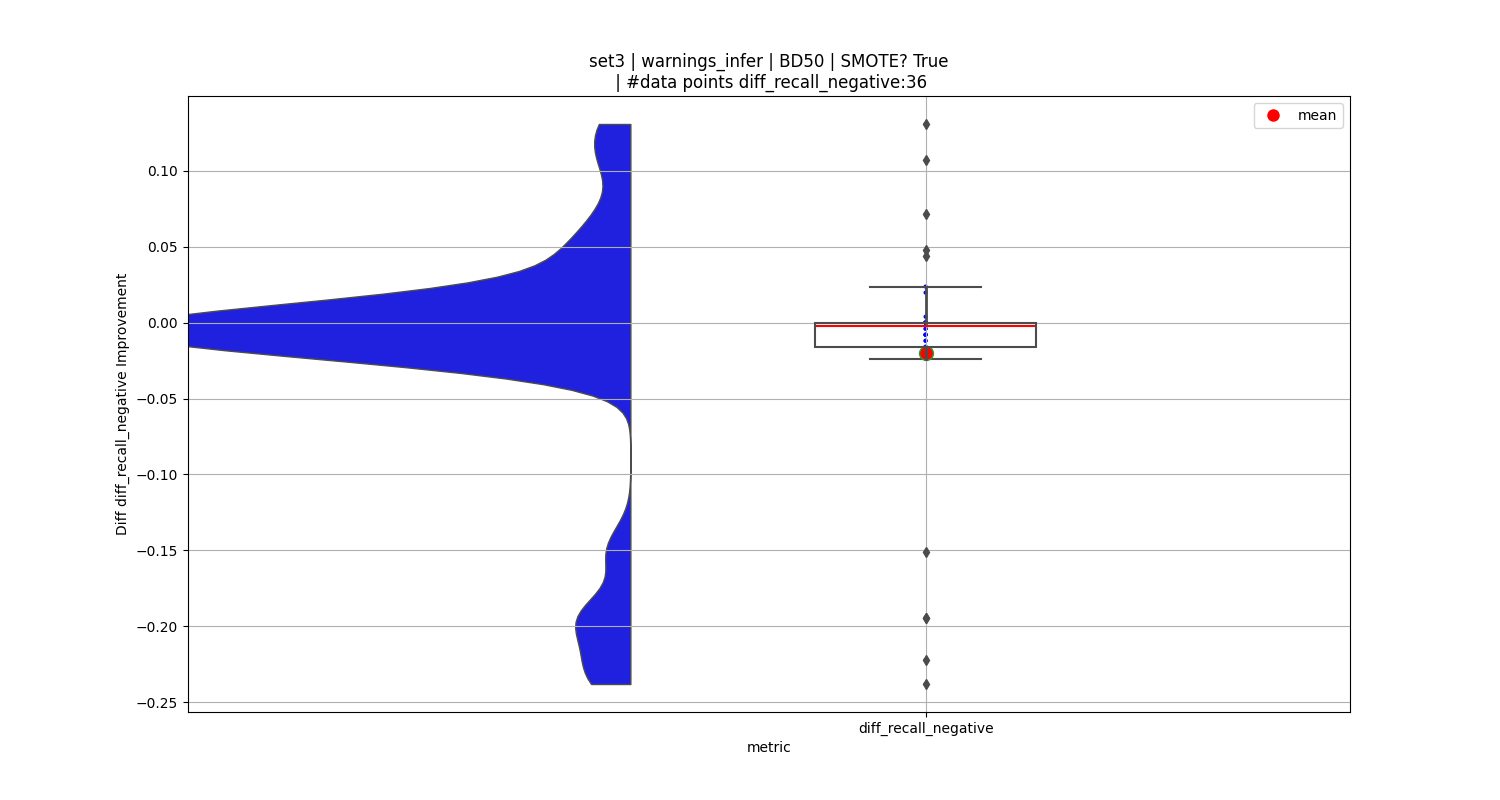 set3 | warnings_infer | BD50 | SMOTE? True
| #data points diff_recall_negative:36
mean
0.10
0.05
0.00
−0.05
−0.10
−0.15
−0.20
−0.25
Diff diff_recall_negative Improvement
diff_recall_negative
metric